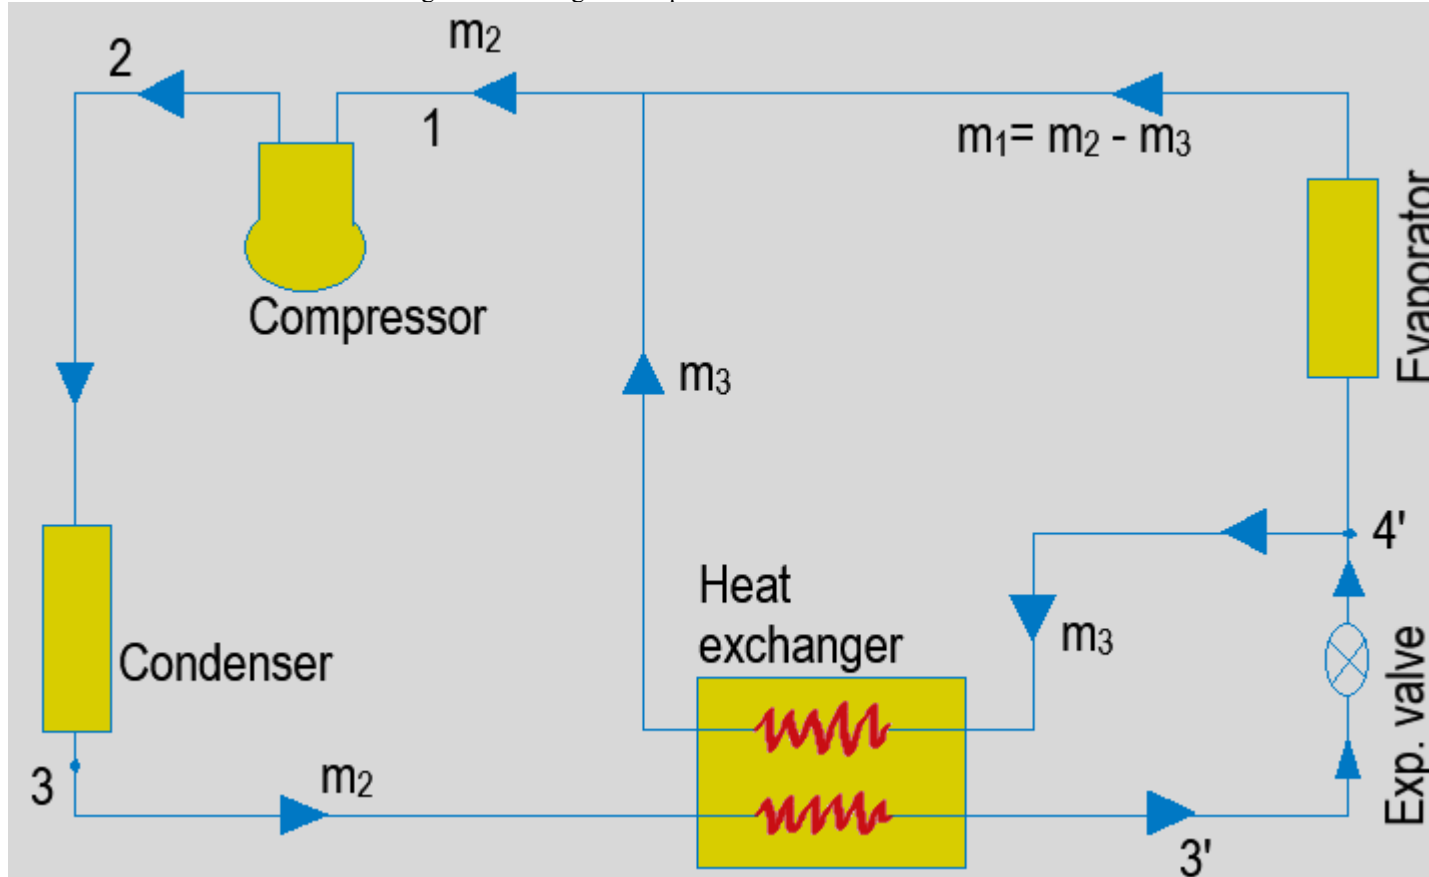 2
m₂
1
m₁= m₂ - m₃
Evaporator
Compressor
m₃
4'
Heat
exchanger
m₃
Condenser
Exp. valve
3
m₂
3'